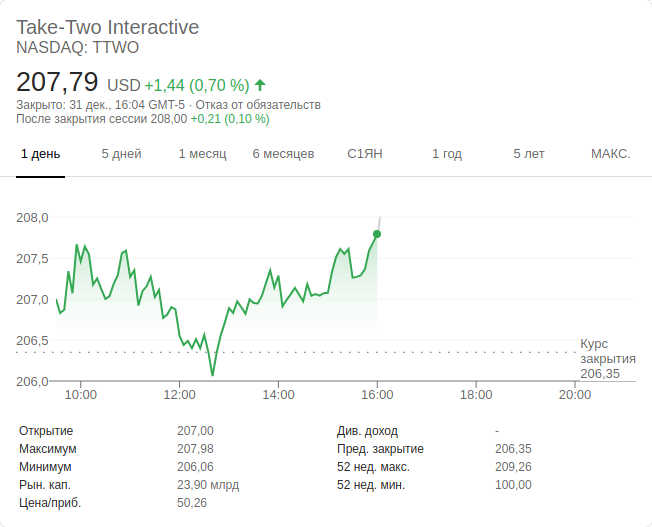 Take-Two Interactive
NASDAQ: TTWO
207,79 USD +1,44 (0,70 %)
Закрыто: 31 дек., 16:04 GMT-5 · Отказ от обязательств
После закрытия сессии 208,00 +0,21 (0,10 %)
1 день 5 дней 1 месяц 6 месяцев С1ЯН 1 год 5 лет МАКС.
208,0
207,5
207,0
206,5
206,0
Курс
закрытия
206,35
10:00 12:00 14:00 16:00 18:00 20:00
Открытие 207,00 Див. доход -
Максимум 207,98 Пред. закрытие 206,35
Минимум 206,06 52 нед. макс. 209,26
Рын. кап. 23,90 млрд 52 нед. мин. 100,00
Цена/приб. 50,26